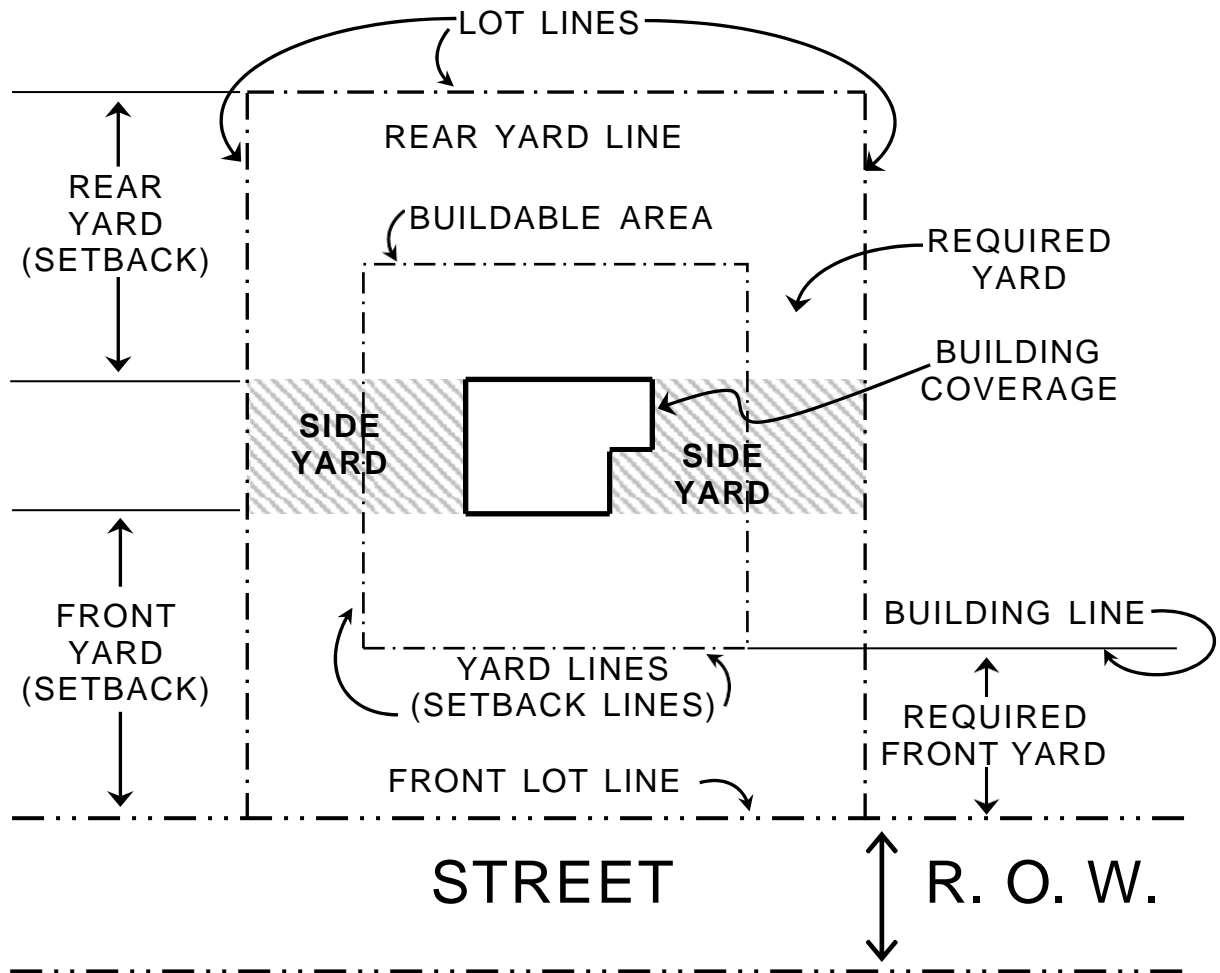 LOT LINES
REAR YARD LINE
REAR
YARD
(SETBACK)
BUILDABLE AREA
REQUIRED
YARD
BUILDING
COVERAGE
SIDE
YARD
SIDE
YARD
FRONT
YARD
(SETBACK)
BUILDING LINE
YARD LINES
(SETBACK LINES)
REQUIRED
FRONT YARD
FRONT LOT LINE
STREET
R. O. W.